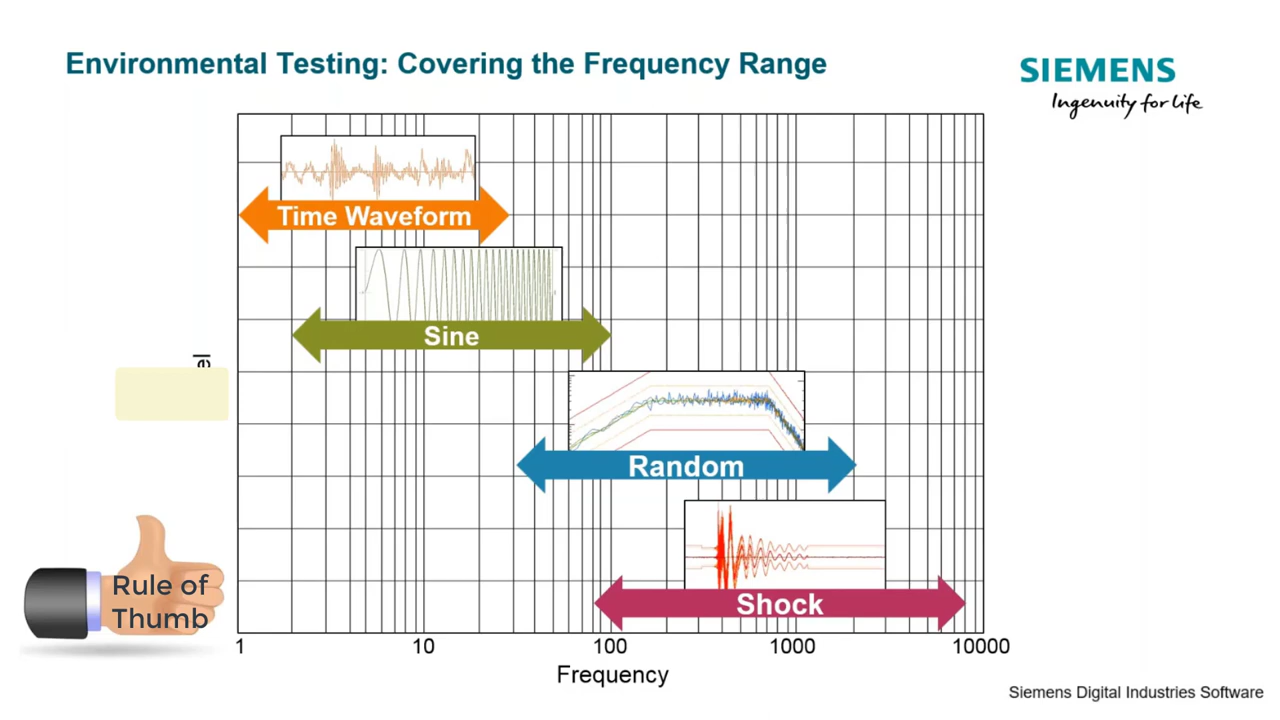 Environmental Testing: Covering the Frequency Range
SIEMENS
Ingenuity for life
Time Waveform
Sine
Random
Shock
Rule of
Thumb
1
10
100
1000
10000
Frequency
Siemens Digital Industries Software